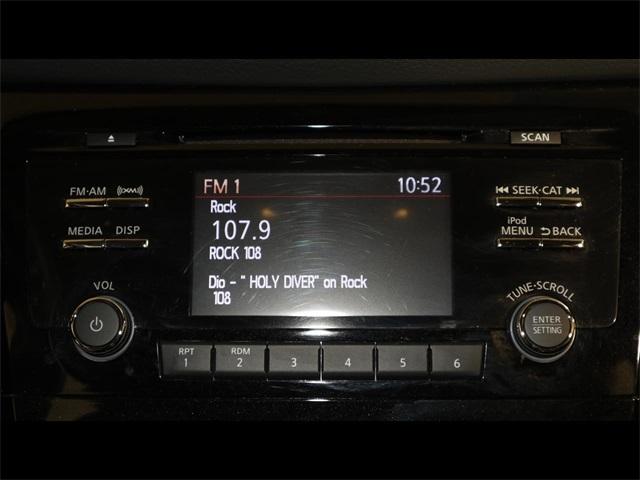 SCAN
FM·AM
((XM))
⏮ SEEK·CAT ⏭
MEDIA
DISP
iPod
MENU
⮌ BACK
FM 1
10:52
Rock
107.9
ROCK 108
Dio - " HOLY DIVER" on Rock
108
VOL
TUNE·SCROLL
ENTER
SETTING
RPT
1
RDM
2
3
4
5
6